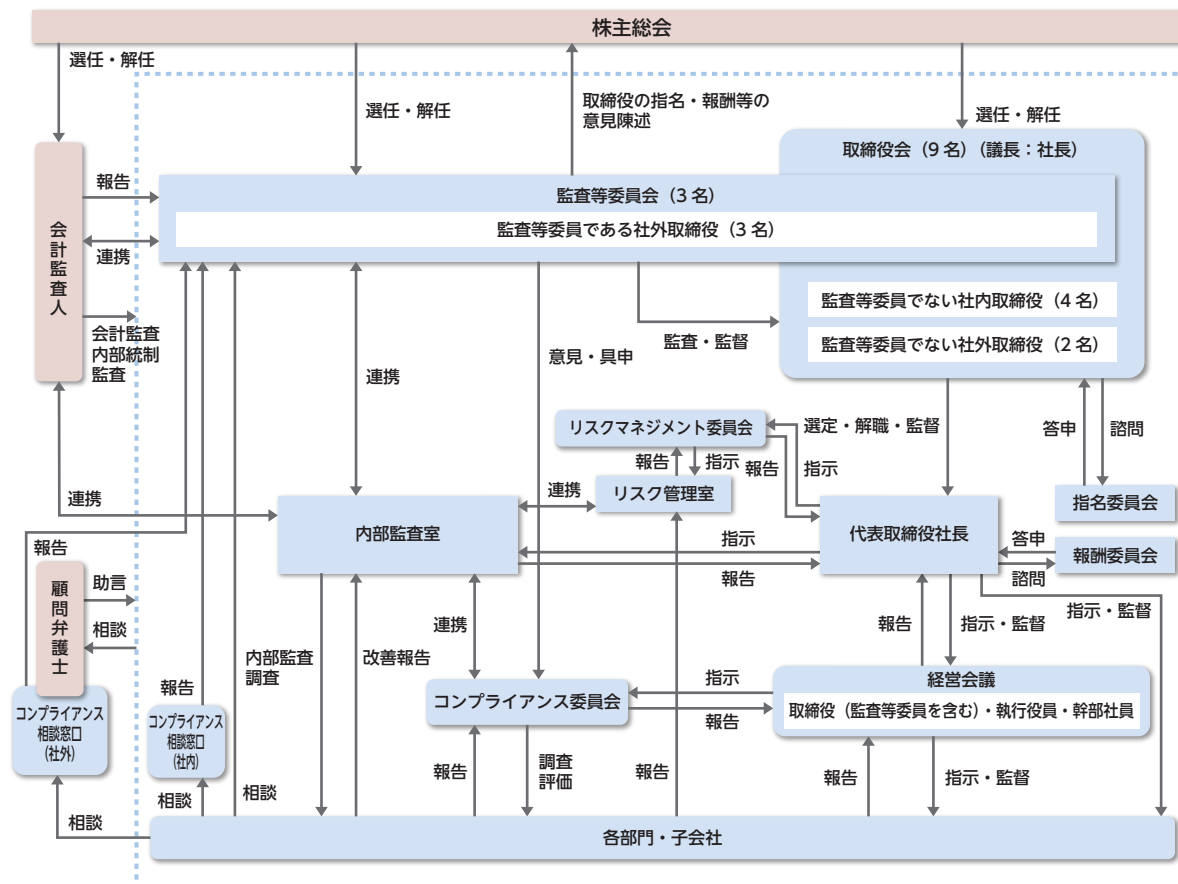 株主総会
選任・解任
選任・解任
取締役の指名・報酬等の
意見陳述
選任・解任
取締役会（9名）（議長：社長）
報告
監査等委員会（3名）
監査等委員である社外取締役（3名）
会計監査人
連携
監査等委員でない社内取締役（4名）
会計監査
内部統制
監査
監査・監督
監査等委員でない社外取締役（2名）
意見・具申
連携
リスクマネジメント委員会
選定・解職・監督
答申
諮問
報告
指示
報告
指示
連携
連携
リスク管理室
指名委員会
内部監査室
代表取締役社長
報告
指示
答申
報酬委員会
報告
諮問
顧問弁護士
助言
相談
連携
報告
指示・監督
指示・監督
内部監査
調査
改善報告
経営会議
指示
報告
コンプライアンス委員会
取締役（監査等委員を含む）・執行役員・幹部社員
報告
コンプライアンス
相談窓口
（社外）
コンプライアンス
相談窓口
（社内）
報告
調査
評価
報告
報告
指示・監督
相談
相談
相談
各部門・子会社